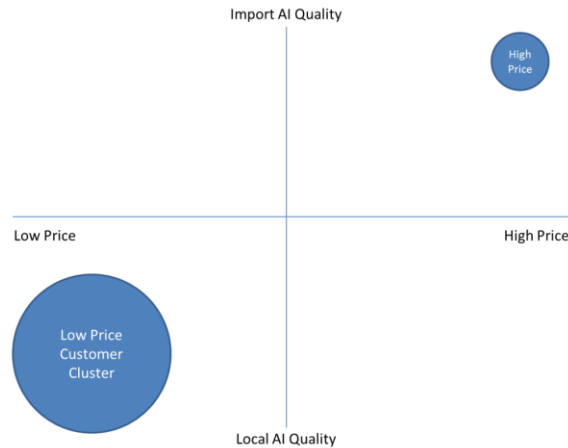 Import AI Quality
High
Price
Low Price
High Price
Low Price
Customer
Cluster
Local AI Quality